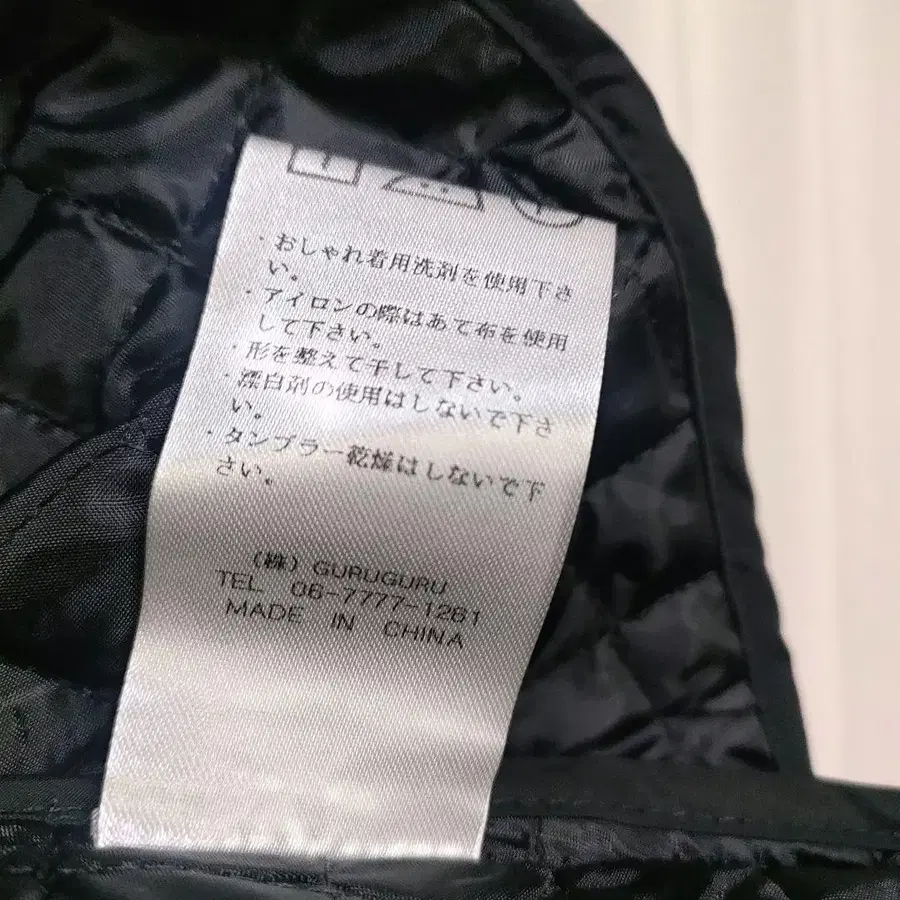 ・おしゃれ着用洗剤を使用下さ
い。
・アイロンの際はあて布を使用
して下さい。
・形を整えて干して下さい。
・漂白剤の使用はしないで下さ
い。
・タンブラー乾燥はしないで下
さい。
(株) GURUGURU
TEL 06-7777-1261
MADE IN CHINA